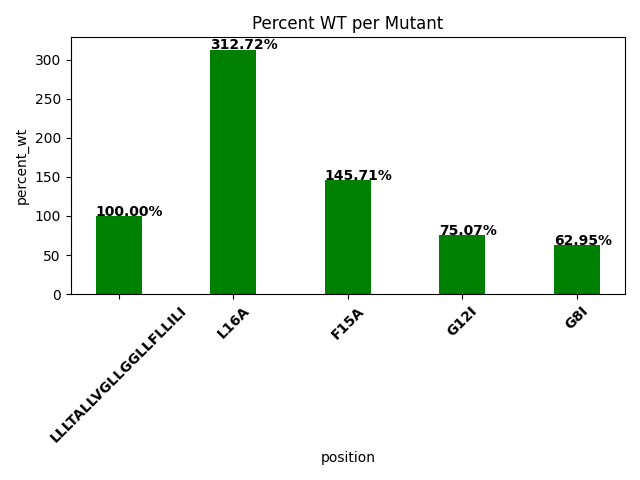 Percent WT per Mutant
percent_wt
300
250
200
150
100
50
0
100.00%
312.72%
145.71%
75.07%
62.95%
LLLTALLVGLLGGLLFLLILI
L16A
F15A
G12I
G8I
position